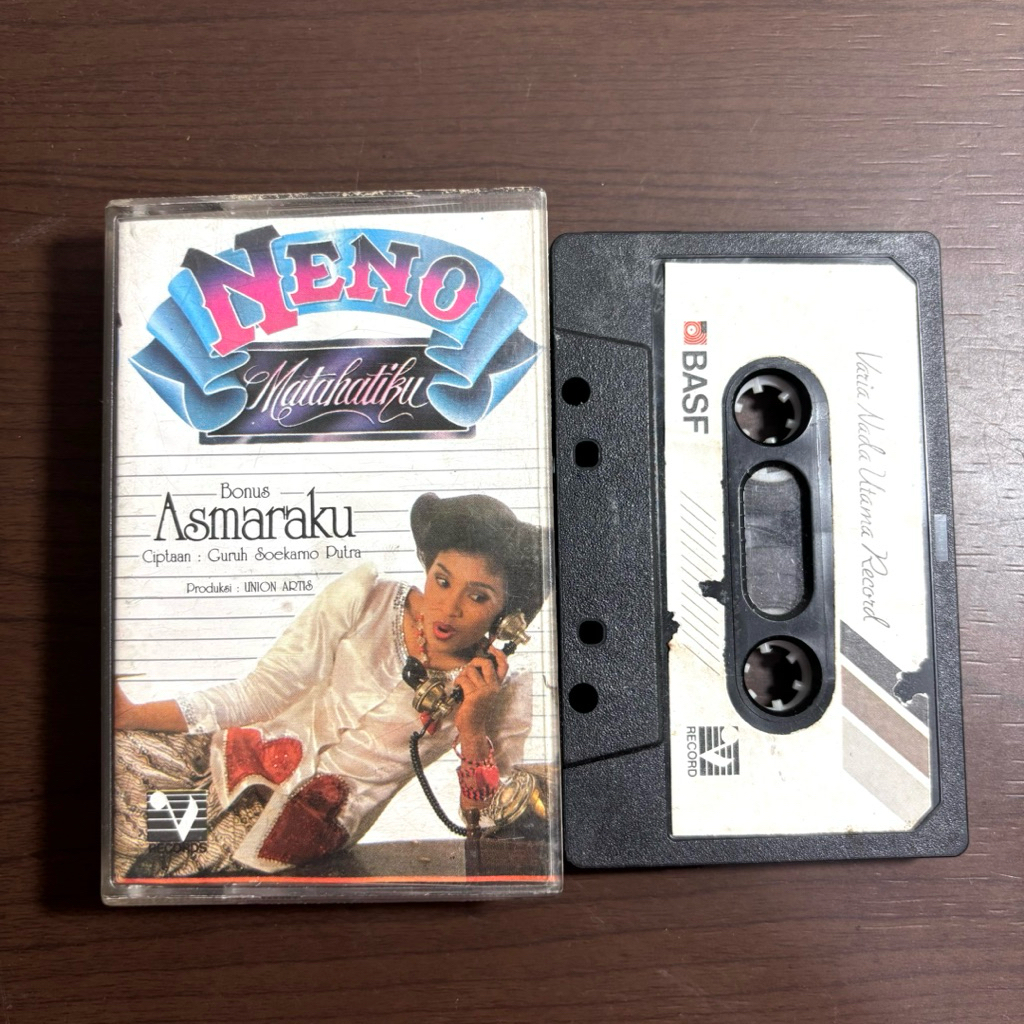 NENO
Matahatiku
Bonus
Asmaraku
Ciptaan : Guruh Soekarno Putra
Produksi : UNION ARTIS
V
RECORDS
BASF
Varia Nada Utama Record
V
RECORD